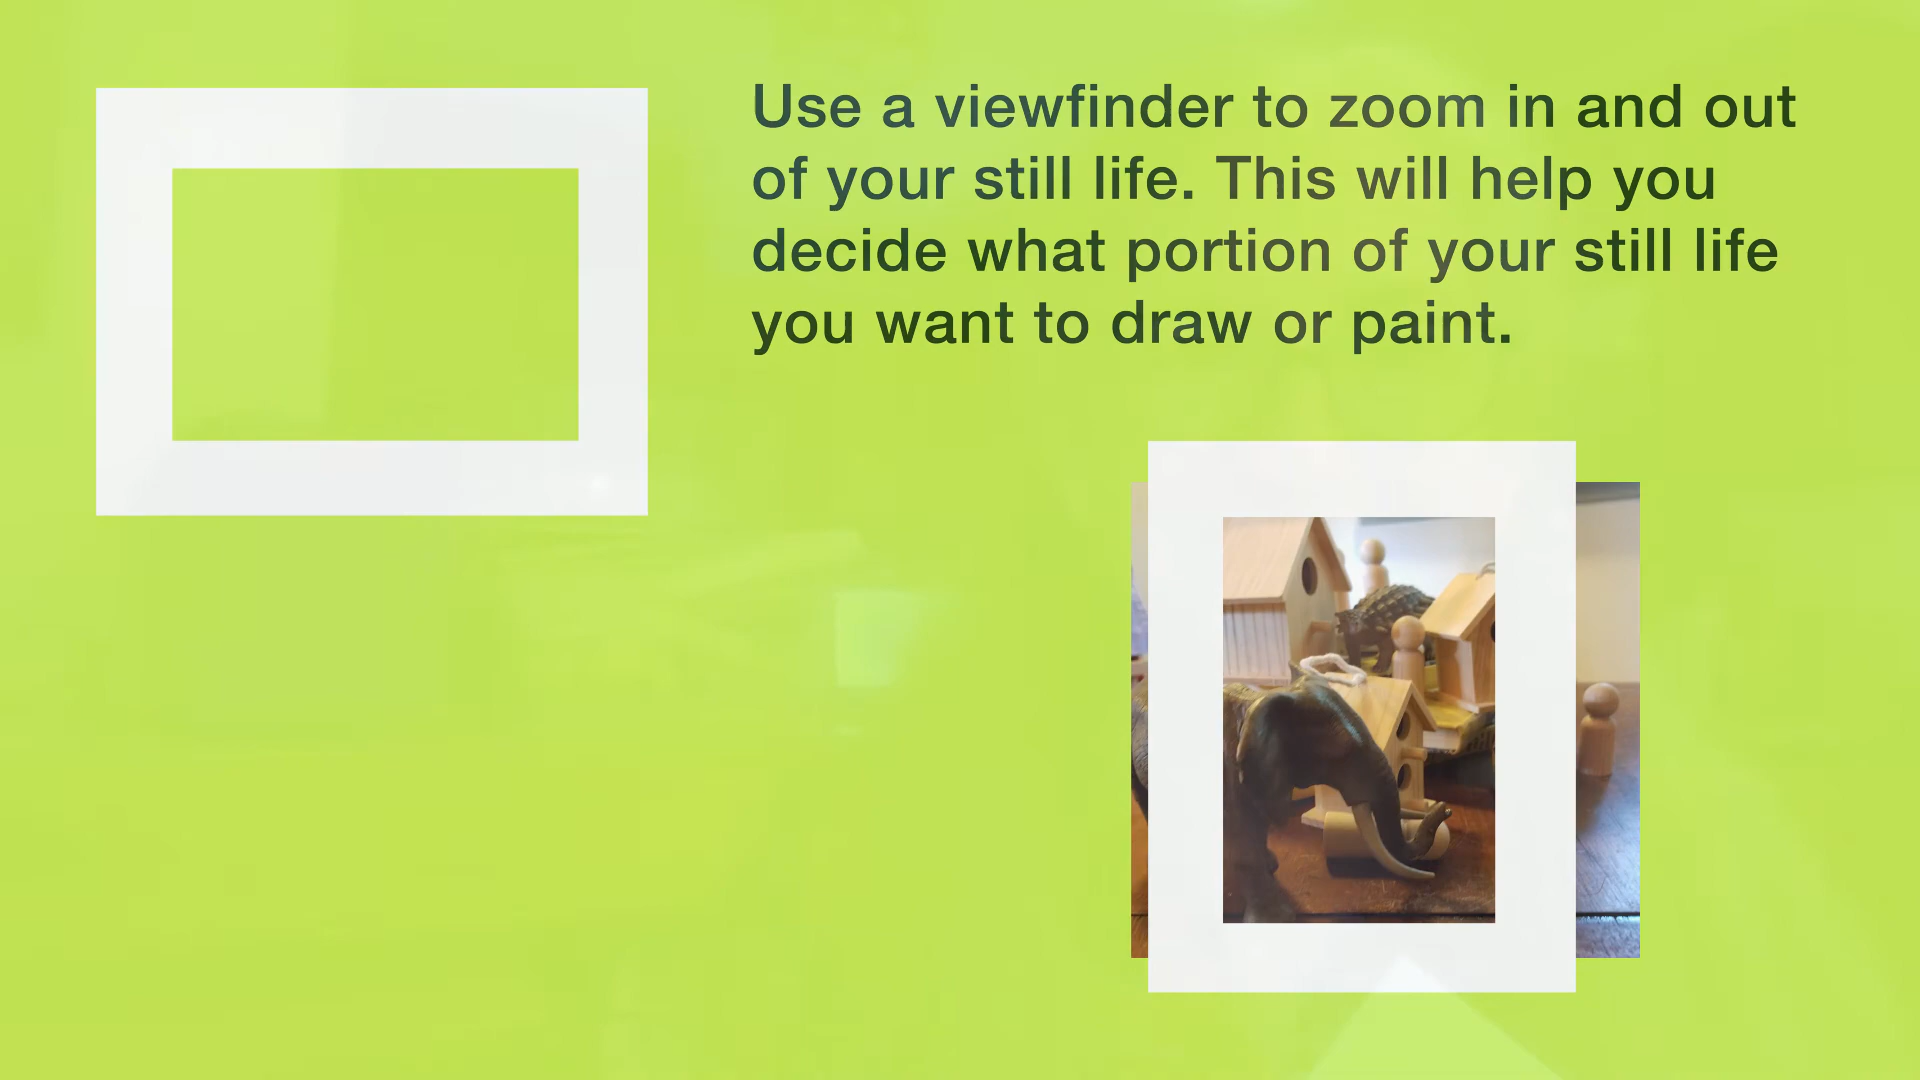 Use a viewfinder to zoom in and out
of your still life. This will help you
decide what portion of your still life
you want to draw or paint.